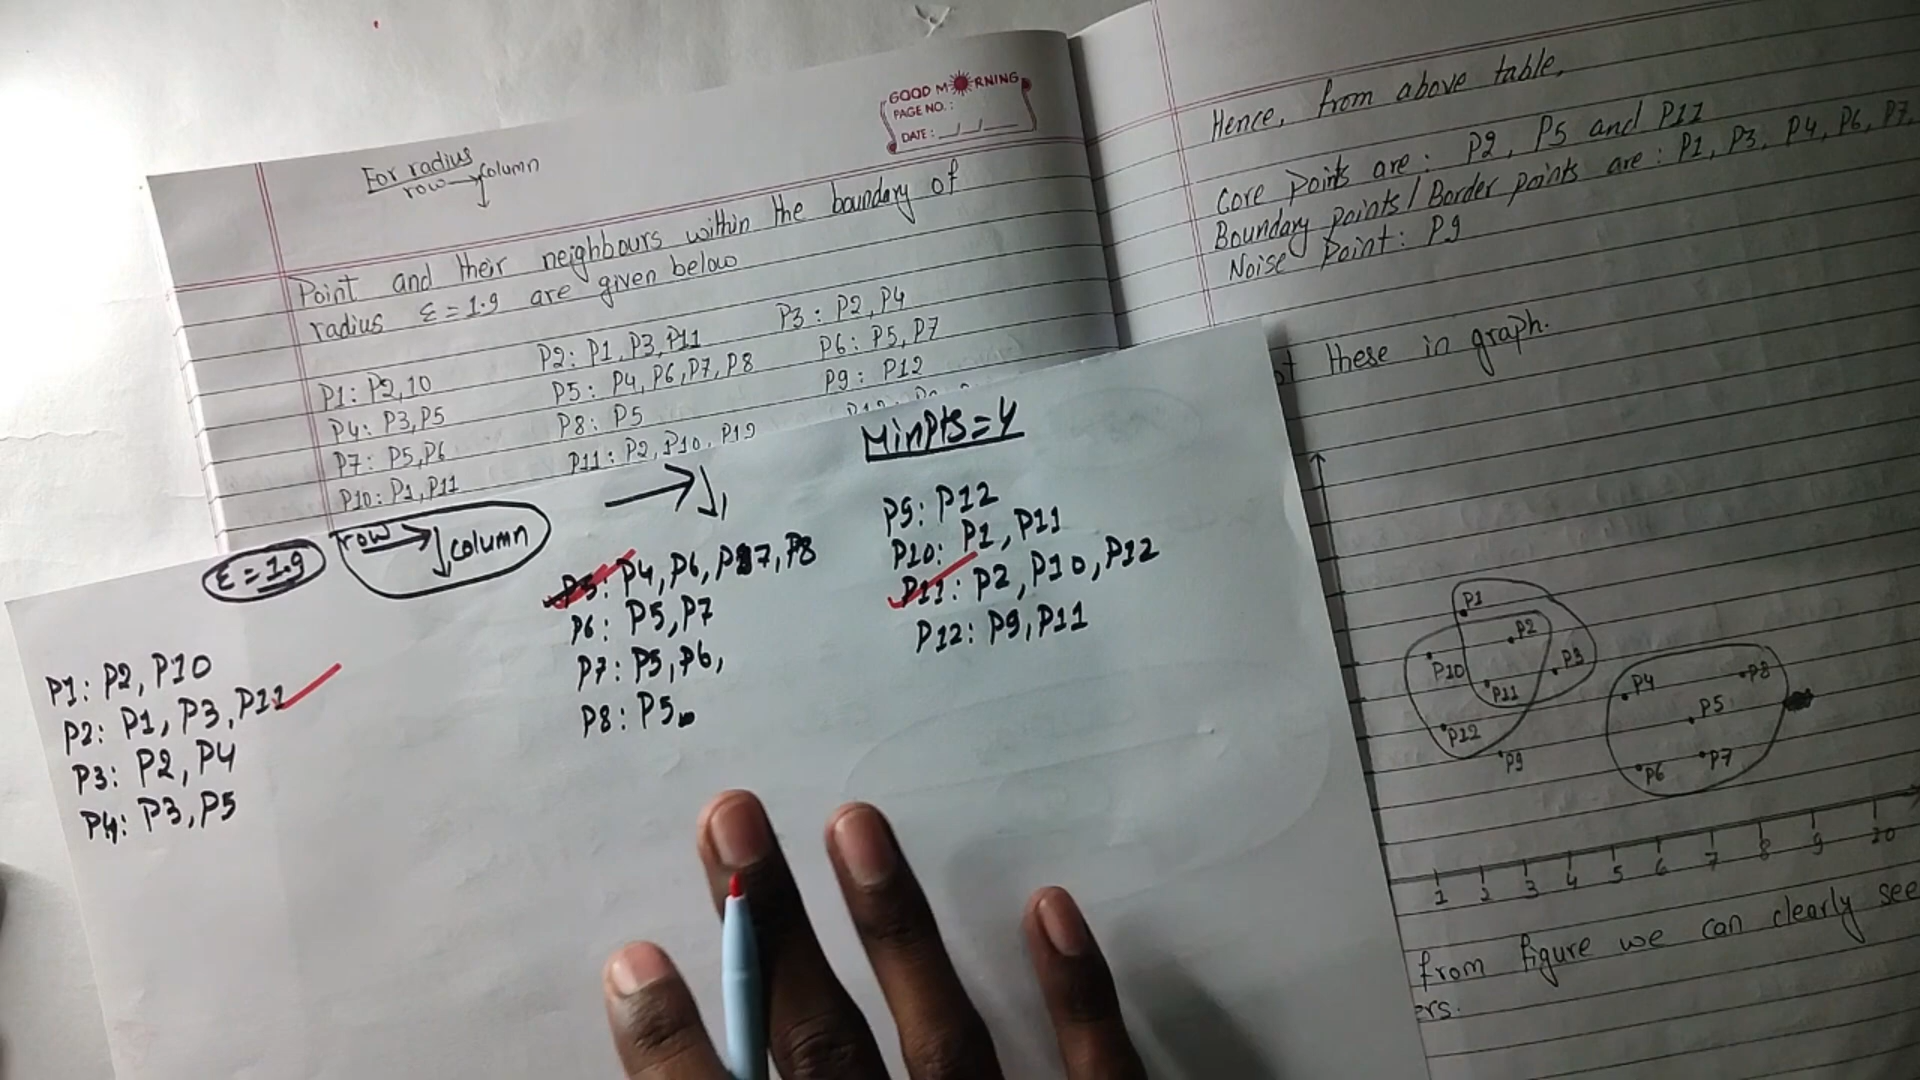 GOOD MORNING
PAGE NO.:
DATE:
For radius
row → column
Point and their neighbours within the boundary of
radius ε = 1.9 are given below
P1: P2, 10
P2: P1, P3, P11
P3: P2, P4
P4: P3, P5
P5: P4, P6, P7, P8
P6: P5, P7
P7: P5, P6
P8: P5
P9: P12
P10: P1, P11
P11: P2, P10, P12
ε = 1.9
row → column
MinPts = 4
P1: P2, P10
P2: P1, P3, P11
P3: P2, P4
P4: P3, P5
P5: P4, P6, P7, P8
P6: P5, P7
P7: P5, P6,
P8: P5
P9: P12
P10: P1, P11
P11: P2, P10, P12
P12: P9, P11
Hence, from above table,
Core points are: P2, P5 and P11
Boundary points / Border points are: P1, P3, P4, P6, P7,
Noise Point: P9
these in graph.
P1
P2
P10
P3
P11
P12
P9
P4
P8
P5
P6
P7
1 2 3 4 5 6 7 8 9 10
from figure we can clearly see